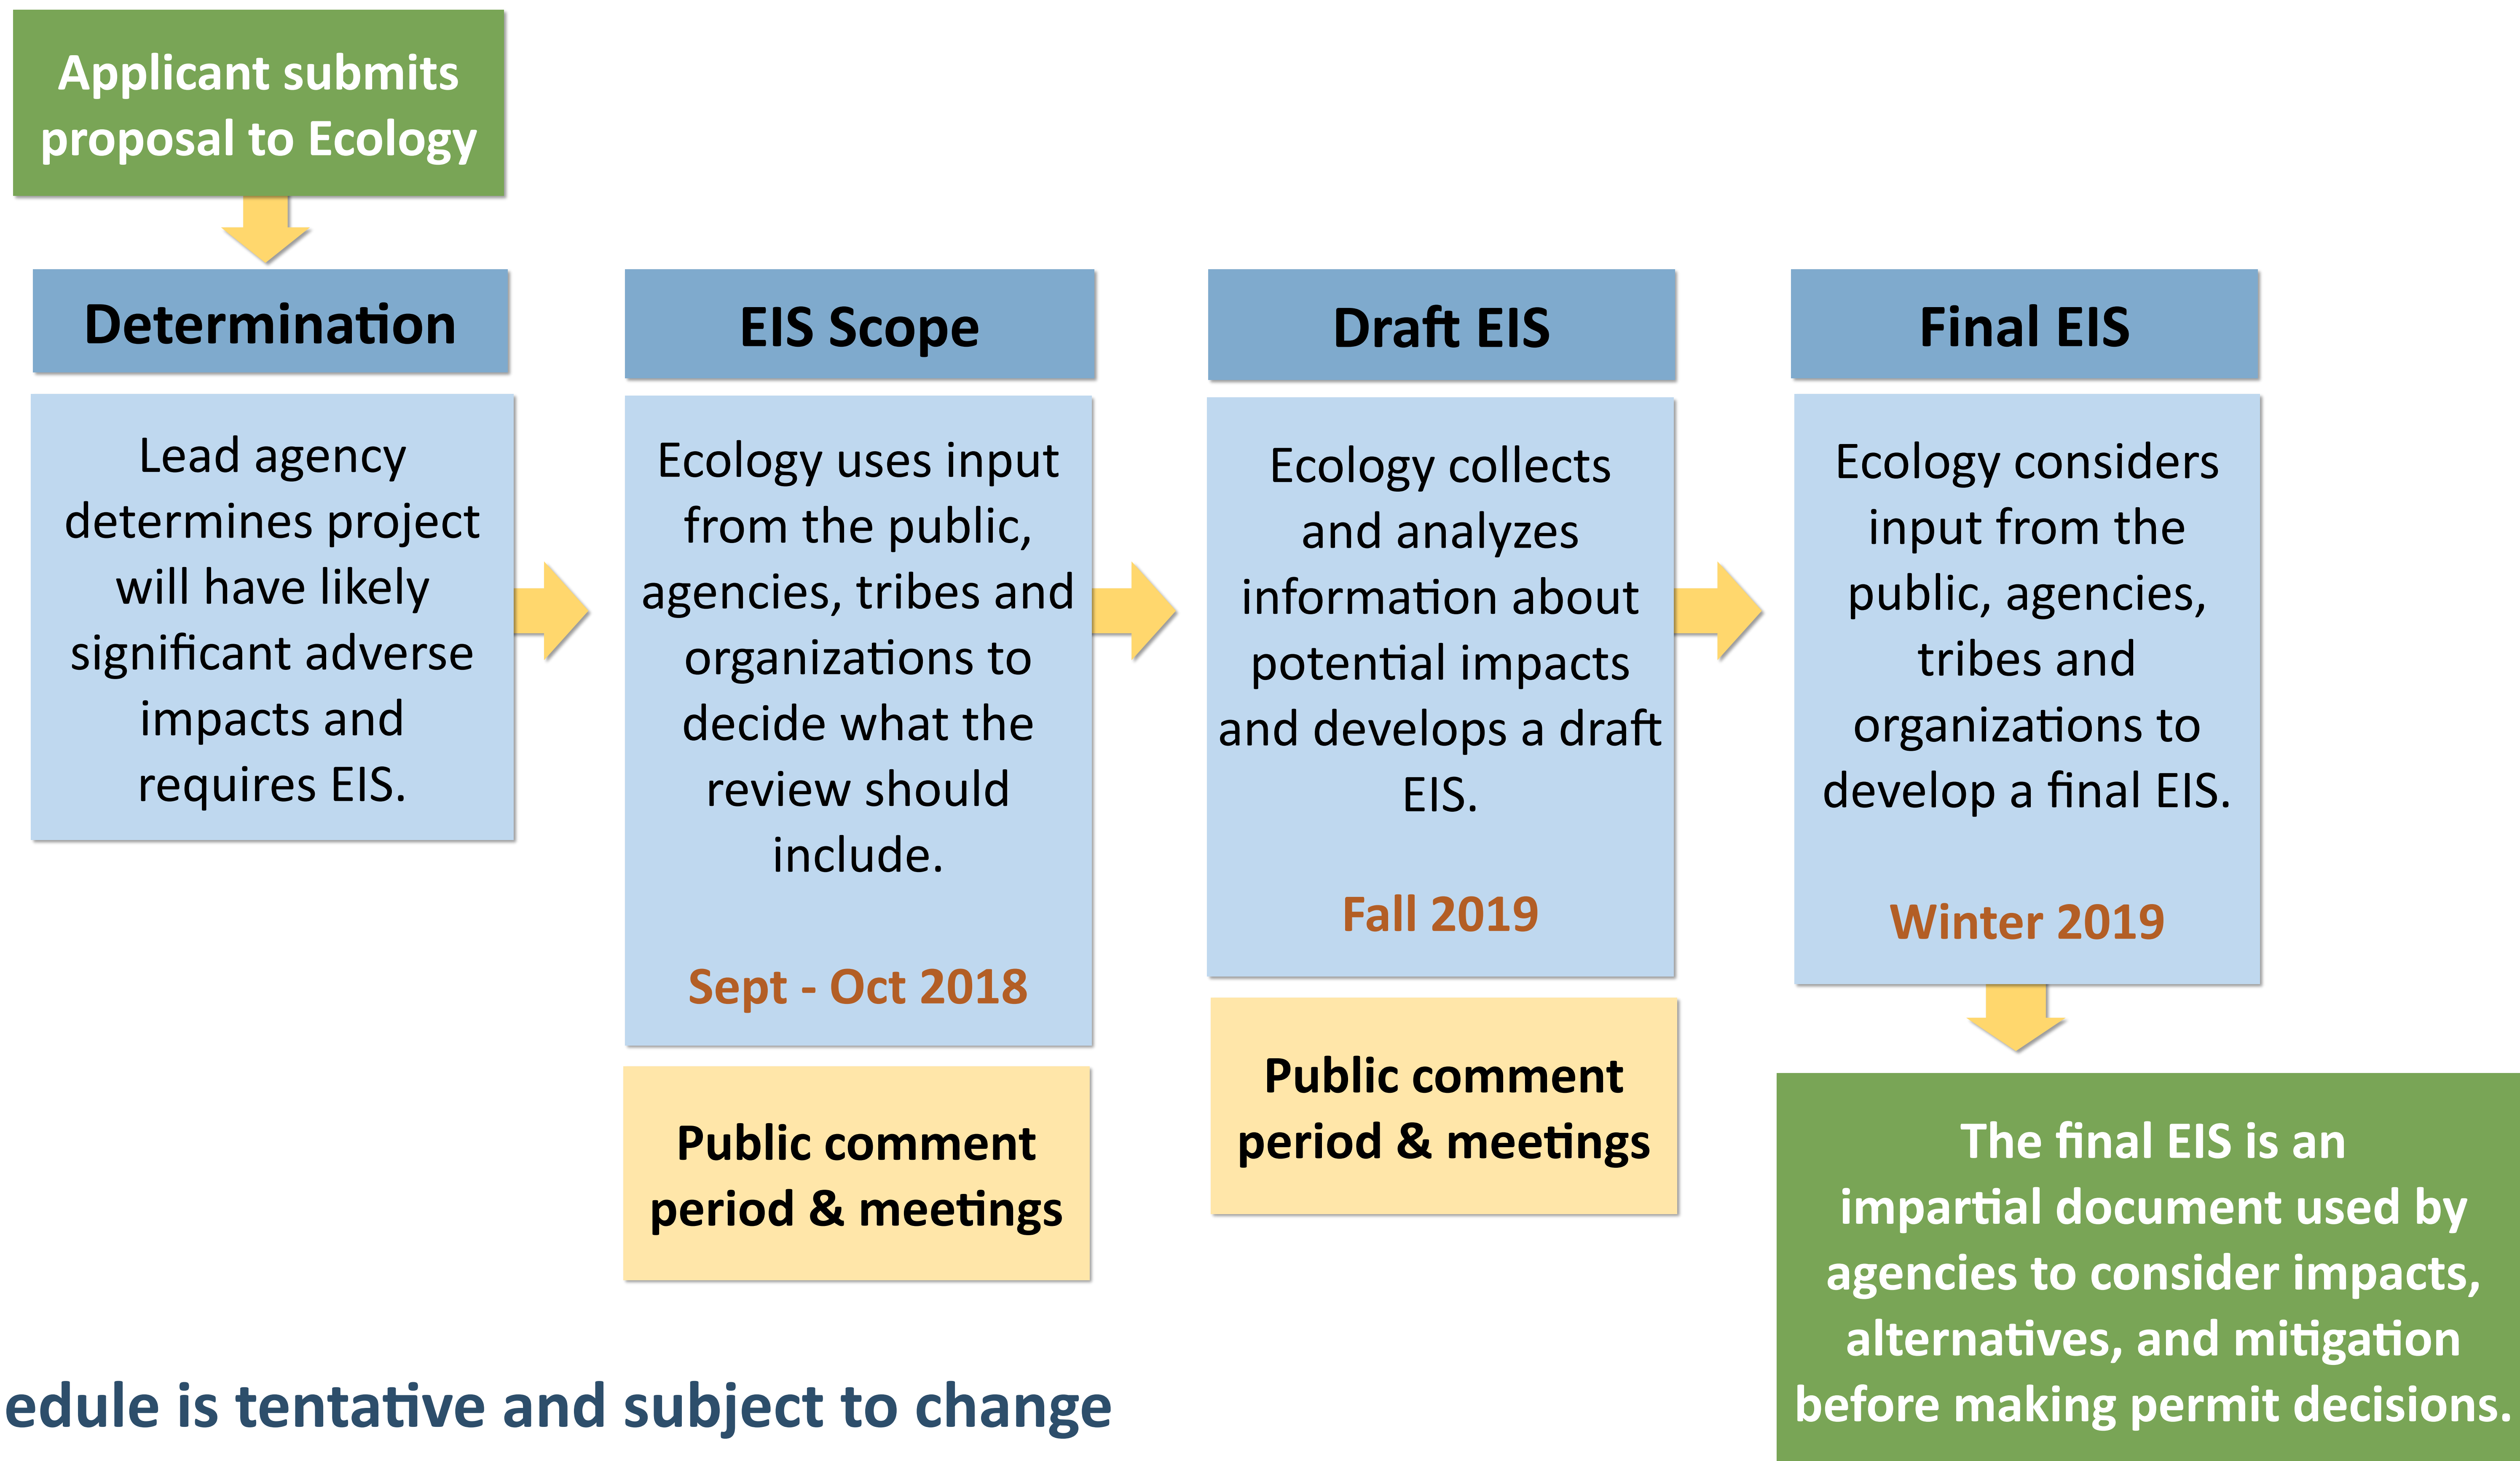 Applicant submits
proposal to Ecology
Determination
Lead agency
determines project
will have likely
significant adverse
impacts and
requires EIS.
EIS Scope
Ecology uses input
from the public,
agencies, tribes and
organizations to
decide what the
review should
include.
Sept - Oct 2018
Public comment
period & meetings
Draft EIS
Ecology collects
and analyzes
information about
potential impacts
and develops a draft
EIS.
Fall 2019
Public comment
period & meetings
Final EIS
Ecology considers
input from the
public, agencies,
tribes and
organizations to
develop a final EIS.
Winter 2019
The final EIS is an
impartial document used by
agencies to consider impacts,
alternatives, and mitigation
before making permit decisions.
edule is tentative and subject to change